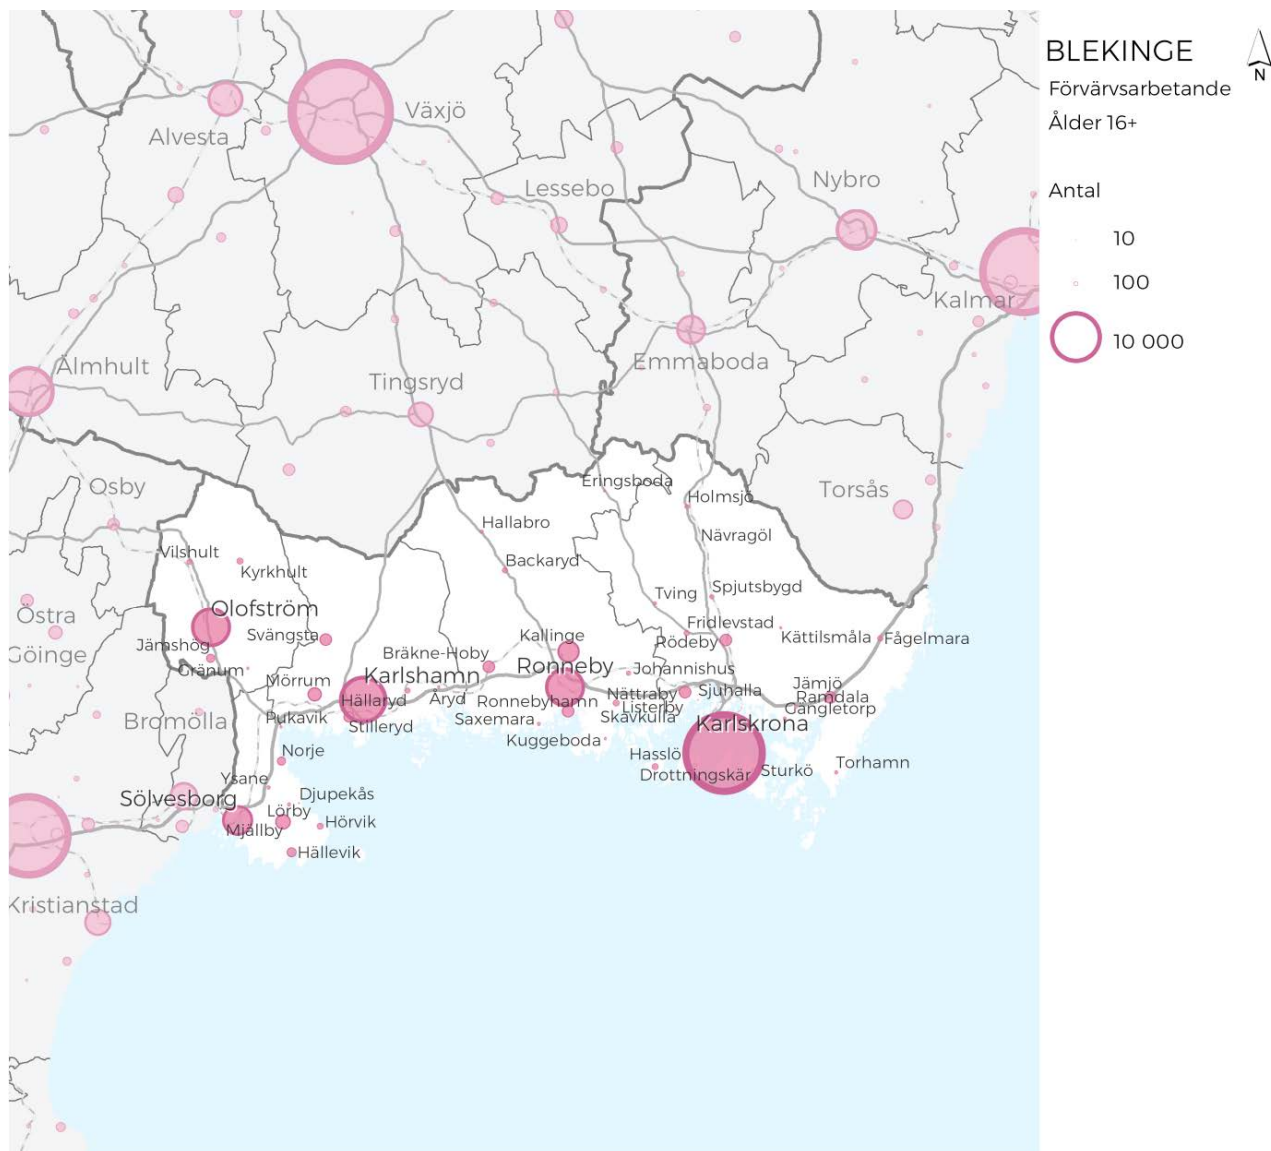 BLEKINGE
Förvärvsarbetande
Ålder 16+
N
Antal
10
100
10 000
Växjö
Alvesta
Lessebo
Nybro
Kalmar
Emmaboda
Älmhult
Tingsryd
Osby
Torsås
Eringsboda
Holmsjö
Hallabro
Nävragöl
Vilshult
Backaryd
Kyrkhult
Spjutsbygd
Tving
Östra
Göinge
Olofström
Svängsta
Fridlevstad
Kallinge
Rödeby
Kättilsmåla
Fågelmara
Jämshög
Bräkne-Hoby
Gränum
Karlshamn
Ronneby
Johannishus
Mörrum
Jämjö
Hällaryd
Åryd
Ronnebyhamn
Nättraby
Sjuhalla
Ramdala
Listerby
Gängletorp
Bromölla
Pukavik
Stilleryd
Saxemara
Skavkulla
Karlskrona
Kuggeboda
Norje
Hasslö
Drottningskär
Sturkö
Torhamn
Ysane
Sölvesborg
Djupekås
Lörby
Hörvik
Mjällby
Hällevik
Kristianstad